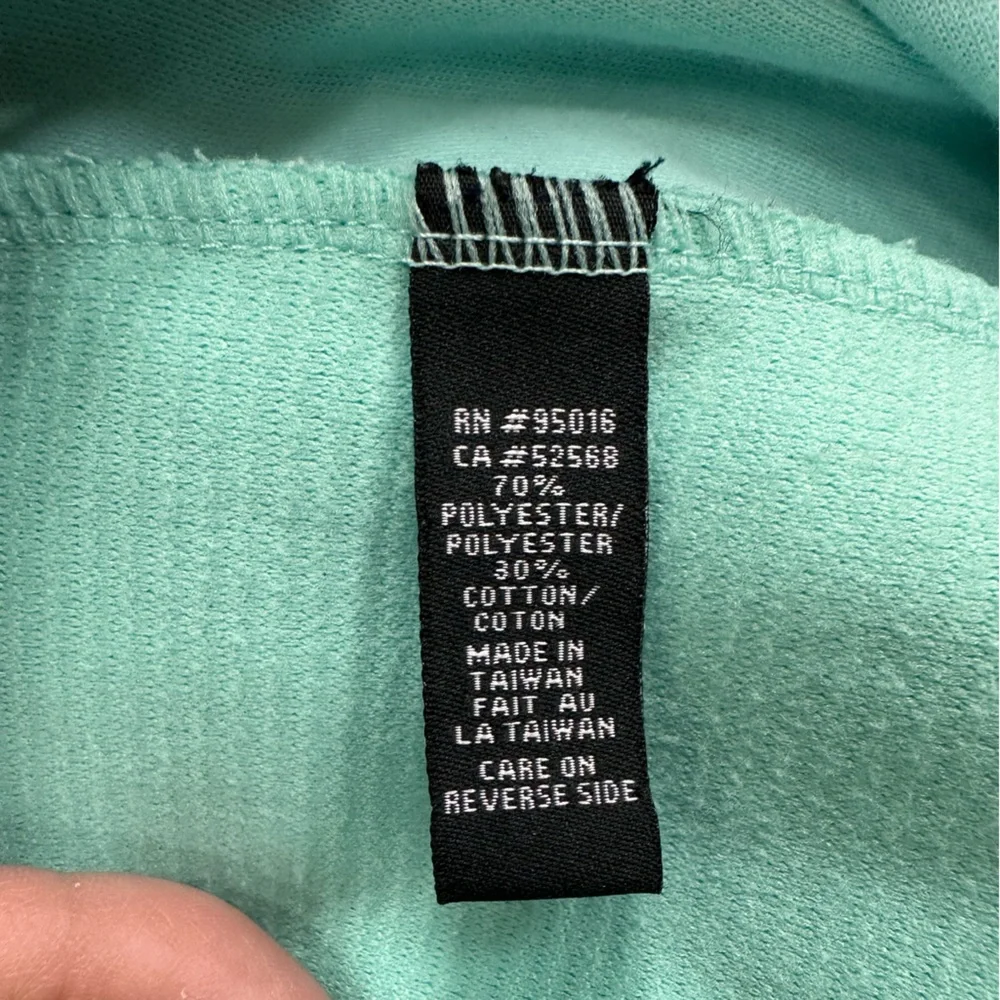 RN #95016
CA #52568
70%
POLYESTER/
POLYESTER
30%
COTTON/
COTON
MADE IN
TAIWAN
FAIT AU
LA TAIWAN
CARE ON
REVERSE SIDE